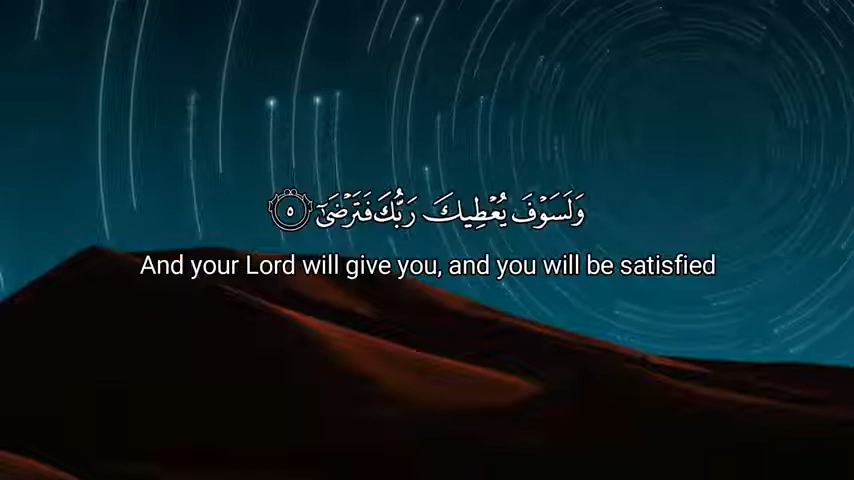 وَلَسَوْفَ يُعْطِيكَ رَبُّكَ فَتَرْضَىٰٓ ٥
And your Lord will give you, and you will be satisfied